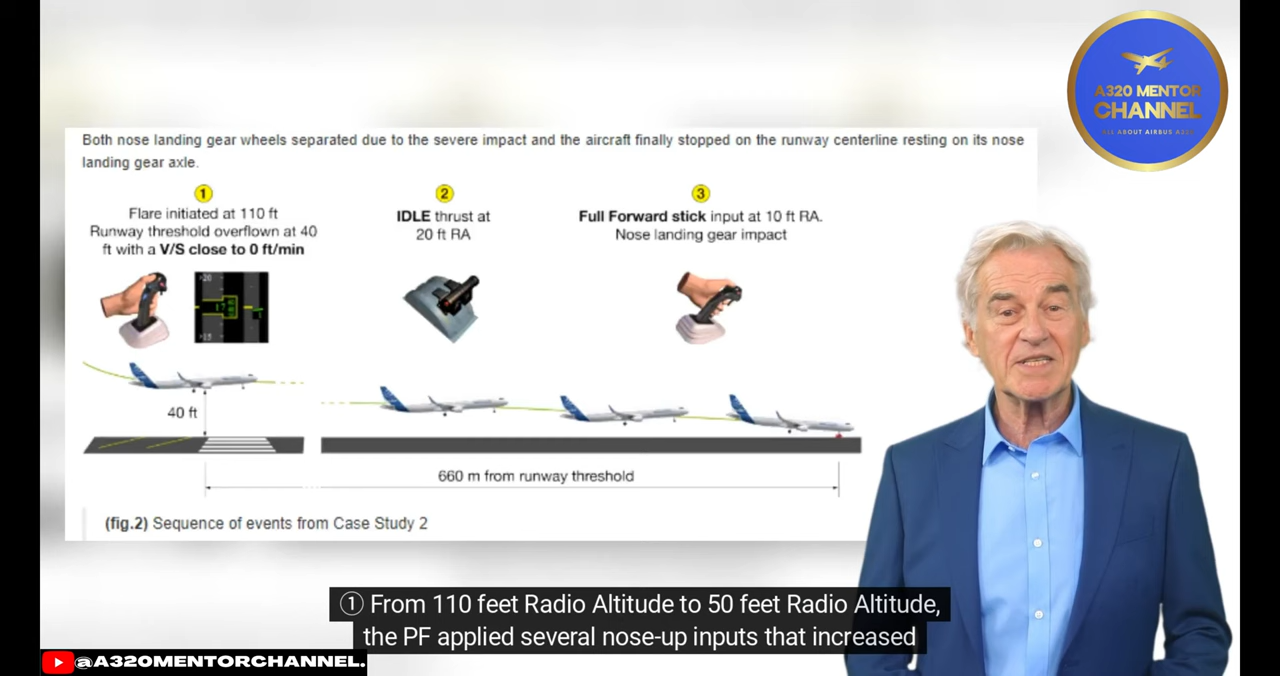 A320 MENTOR
CHANNEL
ALL ABOUT AIRBUS A320
Both nose landing gear wheels separated due to the severe impact and the aircraft finally stopped on the runway centerline resting on its nose
landing gear axle.
1
Flare initiated at 110 ft
Runway threshold overflown at 40
ft with a V/S close to 0 ft/min
2
IDLE thrust at
20 ft RA
3
Full Forward stick input at 10 ft RA.
Nose landing gear impact
40 ft
660 m from runway threshold
(fig.2) Sequence of events from Case Study 2
① From 110 feet Radio Altitude to 50 feet Radio Altitude,
the PF applied several nose-up inputs that increased
@A320MENTORCHANNEL.